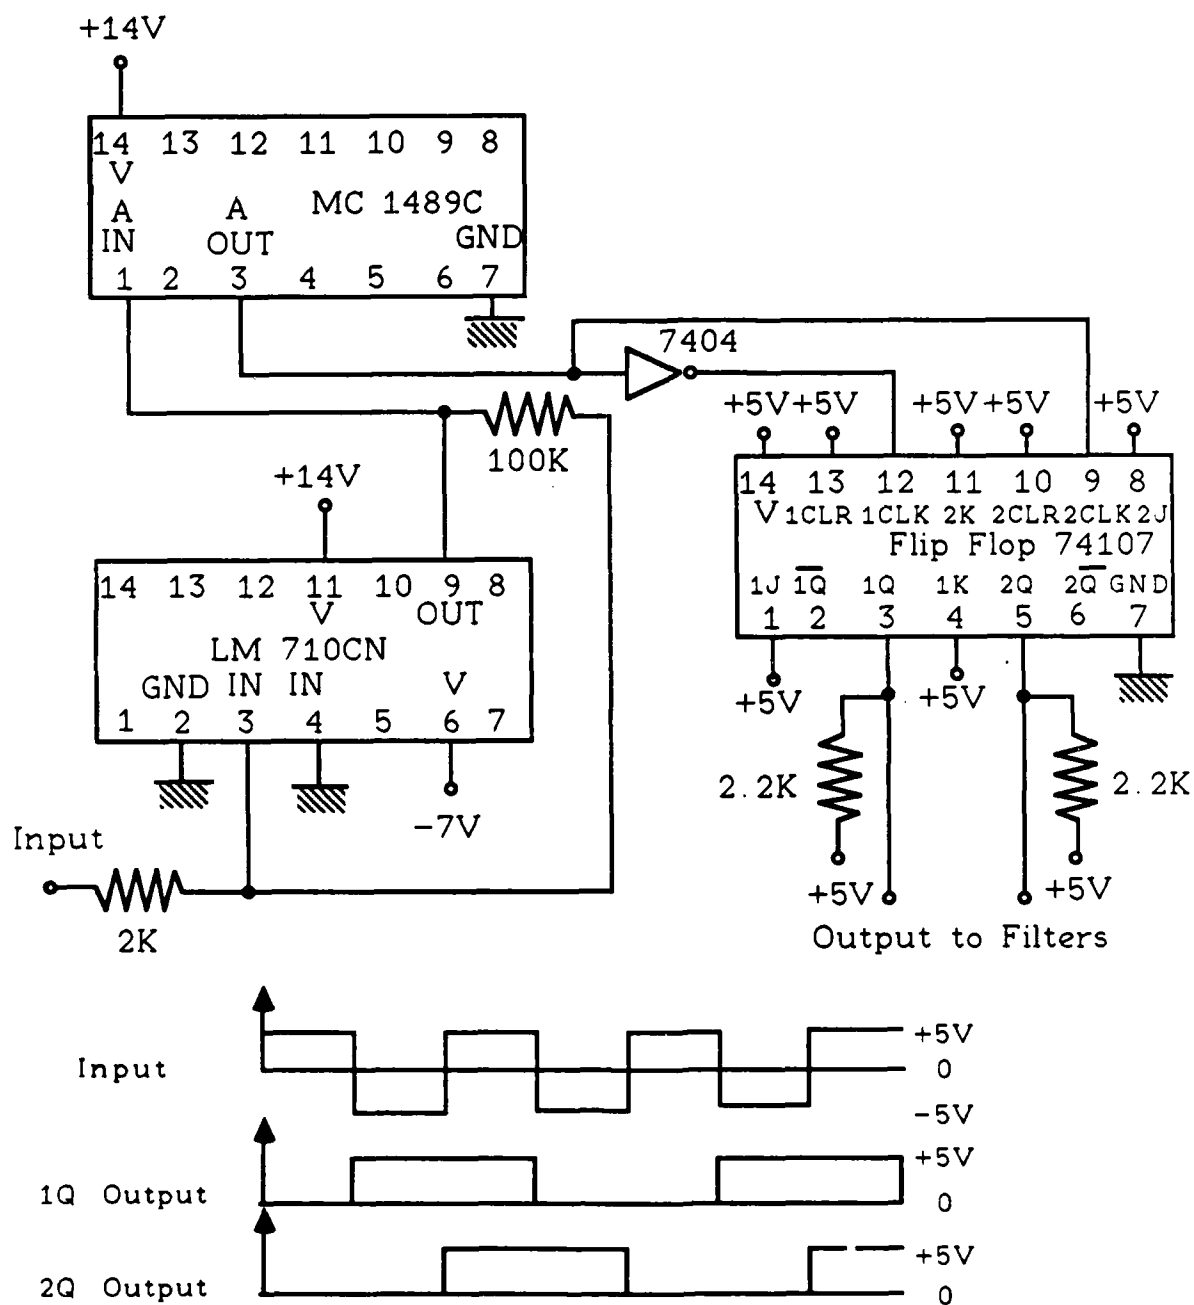 +14V
14 13 12 11 10 9 8
V
A A MC 1489C
IN OUT GND
1 2 3 4 5 6 7
7404
+5V +5V +5V +5V +5V
100K
+14V
14 13 12 11 10 9 8
V 1CLR 1CLK 2K 2CLR 2CLK 2J
Flip Flop 74107
1J 1Q̅ 1Q 1K 2Q 2Q̅ GND
1 2 3 4 5 6 7
14 13 12 11 10 9 8
V OUT
LM 710CN
GND IN IN V
1 2 3 4 5 6 7
+5V +5V
2.2K 2.2K
-7V
Input
2K
+5V +5V
Output to Filters
Input
+5V
0
-5V
1Q Output
+5V
0
2Q Output
+5V
0